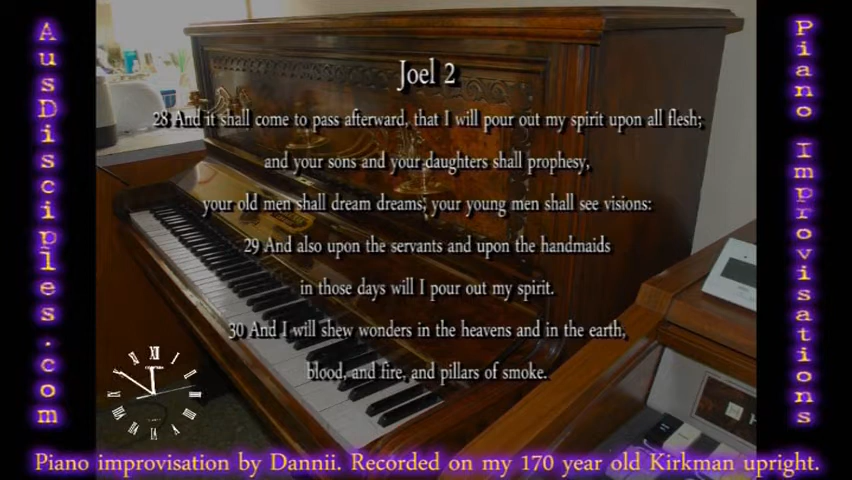 AusDisciples.com
Joel 2
28 And it shall come to pass afterward, that I will pour out my spirit upon all flesh;
and your sons and your daughters shall prophesy,
your old men shall dream dreams, your young men shall see visions:
29 And also upon the servants and upon the handmaids
in those days will I pour out my spirit.
30 And I will shew wonders in the heavens and in the earth,
blood, and fire, and pillars of smoke.
Piano Improvisations
Piano improvisation by Dannii. Recorded on my 170 year old Kirkman upright.